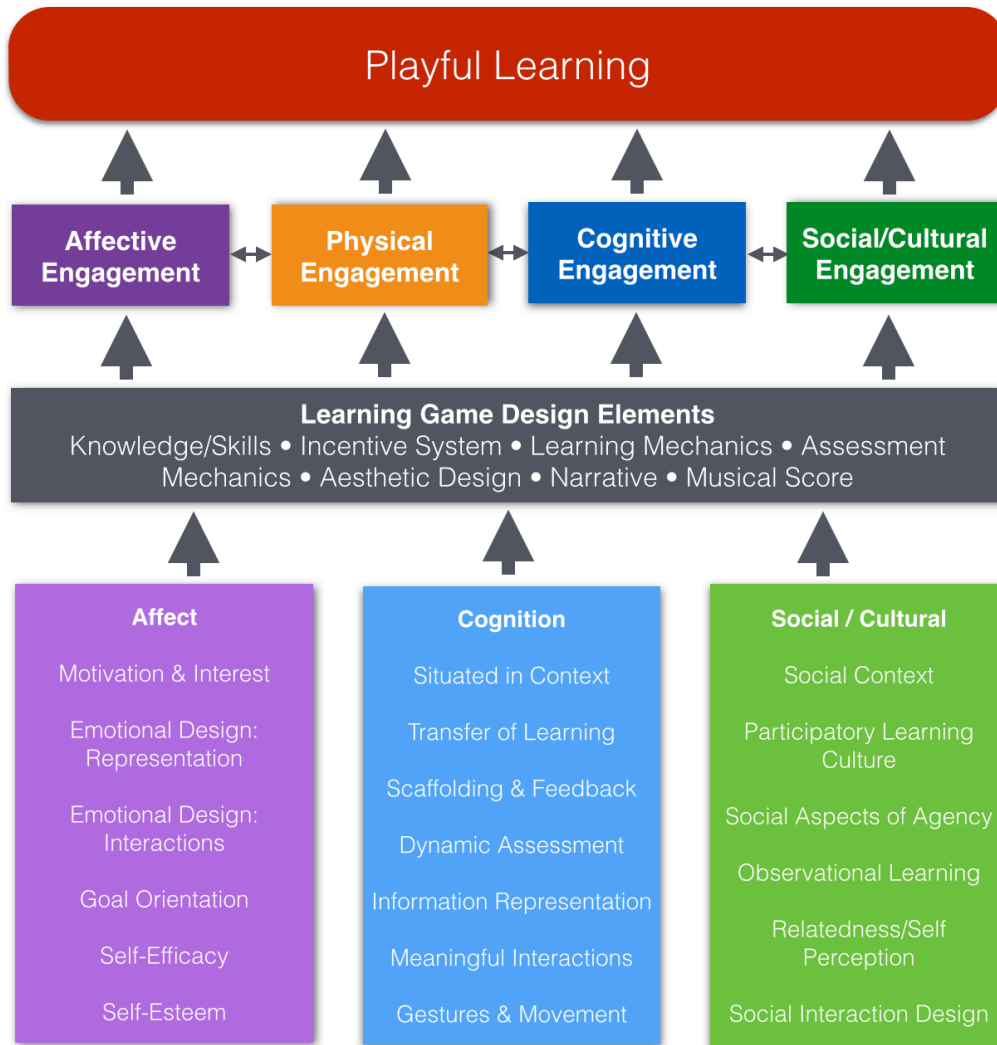 Playful Learning
Affective
Engagement
Physical
Engagement
Cognitive
Engagement
Social/Cultural
Engagement
Learning Game Design Elements
Knowledge/Skills • Incentive System • Learning Mechanics • Assessment
Mechanics • Aesthetic Design • Narrative • Musical Score
Affect
Motivation & Interest
Emotional Design:
Representation
Emotional Design:
Interactions
Goal Orientation
Self-Efficacy
Self-Esteem
Cognition
Situated in Context
Transfer of Learning
Scaffolding & Feedback
Dynamic Assessment
Information Representation
Meaningful Interactions
Gestures & Movement
Social / Cultural
Social Context
Participatory Learning
Culture
Social Aspects of Agency
Observational Learning
Relatedness/Self
Perception
Social Interaction Design